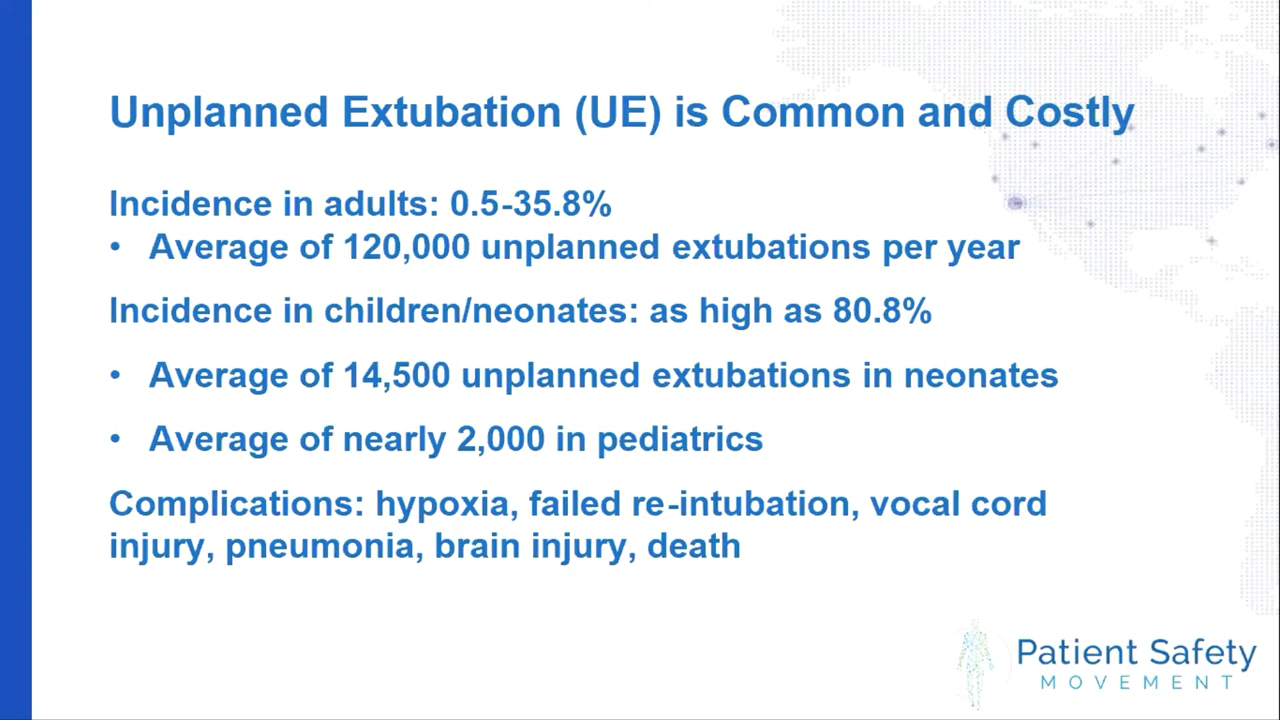 Unplanned Extubation (UE) is Common and Costly
Incidence in adults: 0.5-35.8%
• Average of 120,000 unplanned extubations per year
Incidence in children/neonates: as high as 80.8%
• Average of 14,500 unplanned extubations in neonates
• Average of nearly 2,000 in pediatrics
Complications: hypoxia, failed re-intubation, vocal cord
injury, pneumonia, brain injury, death
Patient Safety
MOVEMENT